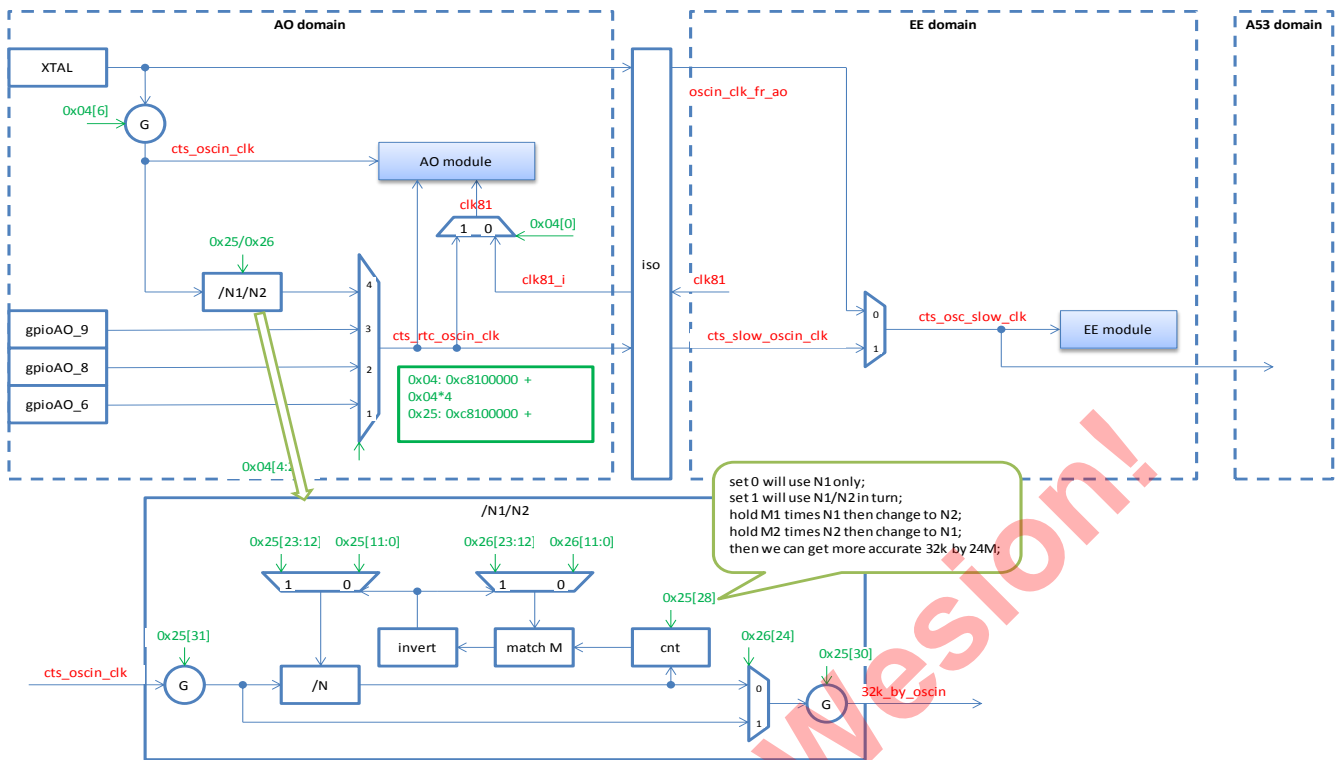 AO domain
EE domain
A53 domain
XTAL
oscin_clk_fr_ao
0x04[6]
G
cts_oscin_clk
AO module
clk81
1 0
0x04[0]
0x25/0x26
iso
/N1/N2
4
clk81_i
clk81
gpioAO_9
3
cts_rtc_oscin_clk
cts_slow_oscin_clk
0
1
cts_osc_slow_clk
EE module
gpioAO_8
2
gpioAO_6
1
0x04: 0xc8100000 +
0x04*4
0x25: 0xc8100000 +
0x04[4:
set 0 will use N1 only;
set 1 will use N1/N2 in turn;
hold M1 times N1 then change to N2;
hold M2 times N2 then change to N1;
then we can get more accurate 32k by 24M;
/N1/N2
0x25[23:12]
0x25[11:0]
0x26[23:12]
0x26[11:0]
1 0
1 0
0x25[28]
0x25[31]
invert
match M
cnt
0x26[24]
0x25[30]
cts_oscin_clk
G
/N
0
1
G
32k_by_oscin
Wesion!